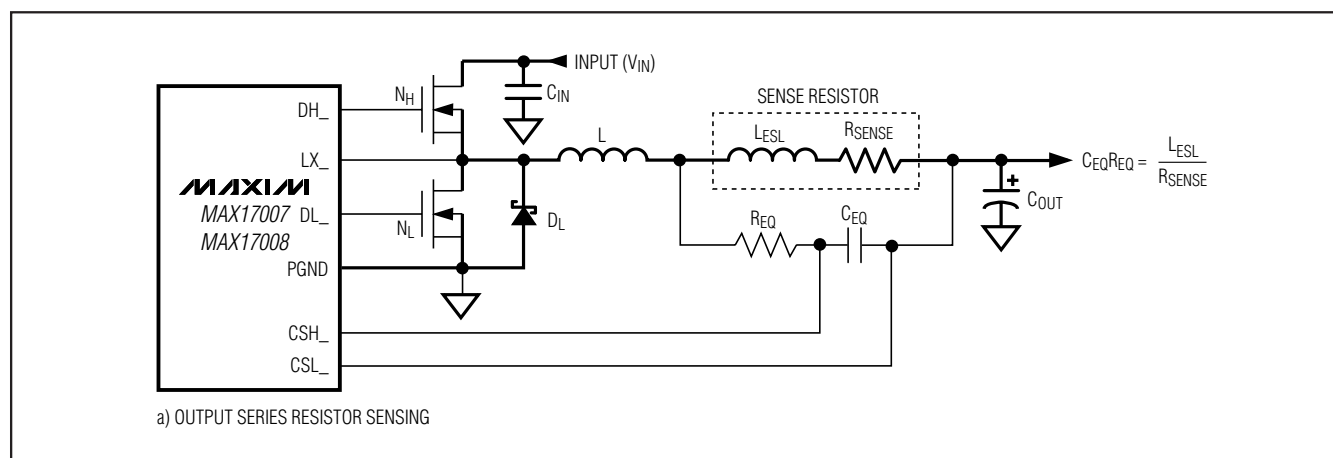 INPUT (VIN)
NH
CIN
SENSE RESISTOR
DH_
L
LESL
RSENSE
LX_
CEQREQ = LESL / RSENSE
MAXIM
MAX17007
MAX17008
DL_
NL
DL
REQ
CEQ
+
COUT
PGND
CSH_
CSL_
a) OUTPUT SERIES RESISTOR SENSING